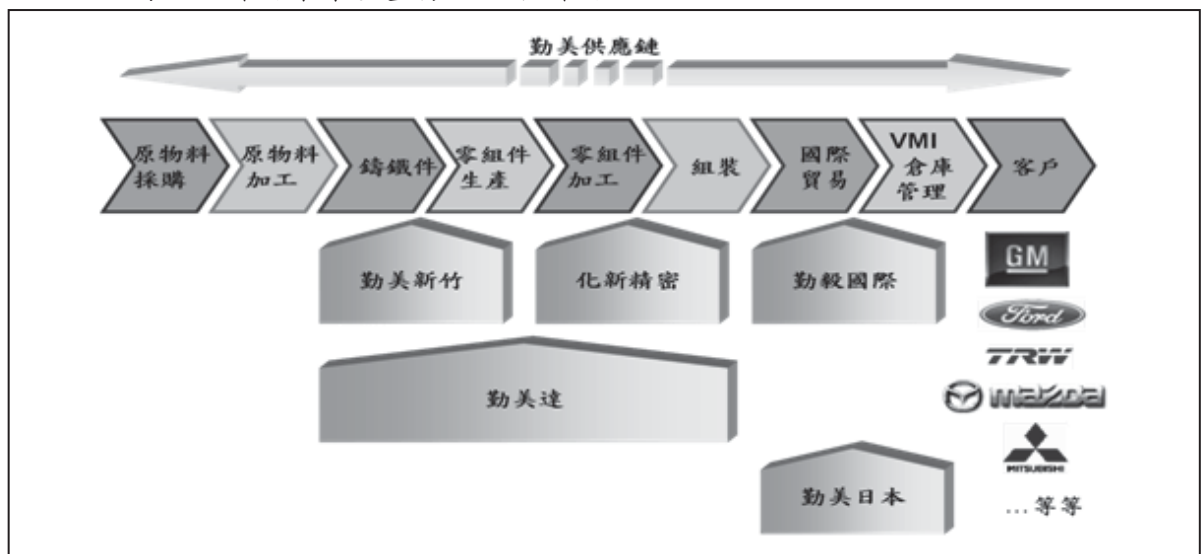 勤美供應鏈
原物料
採購
原物料
加工
鑄鐵件
零組件
生產
零組件
加工
組裝
國際
貿易
VMI
倉庫
管理
客戶
勤美新竹
化新精密
勤毅國際
勤美達
勤美日本
GM
Ford
TRW
mazda
MITSUBISHI
...等等